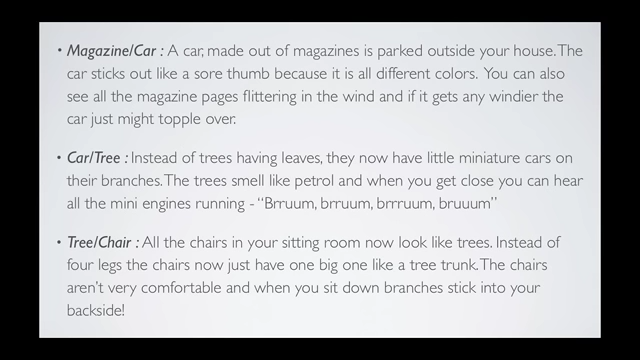 • Magazine/Car : A car, made out of magazines is parked outside your house. The
car sticks out like a sore thumb because it is all different colors. You can also
see all the magazine pages flittering in the wind and if it gets any windier the
car just might topple over.
• Car/Tree : Instead of trees having leaves, they now have little miniature cars on
their branches. The trees smell like petrol and when you get close you can hear
all the mini engines running - “Brruum, brruum, brrruum, bruuum”
• Tree/Chair : All the chairs in your sitting room now look like trees. Instead of
four legs the chairs now just have one big one like a tree trunk. The chairs
aren’t very comfortable and when you sit down branches stick into your
backside!